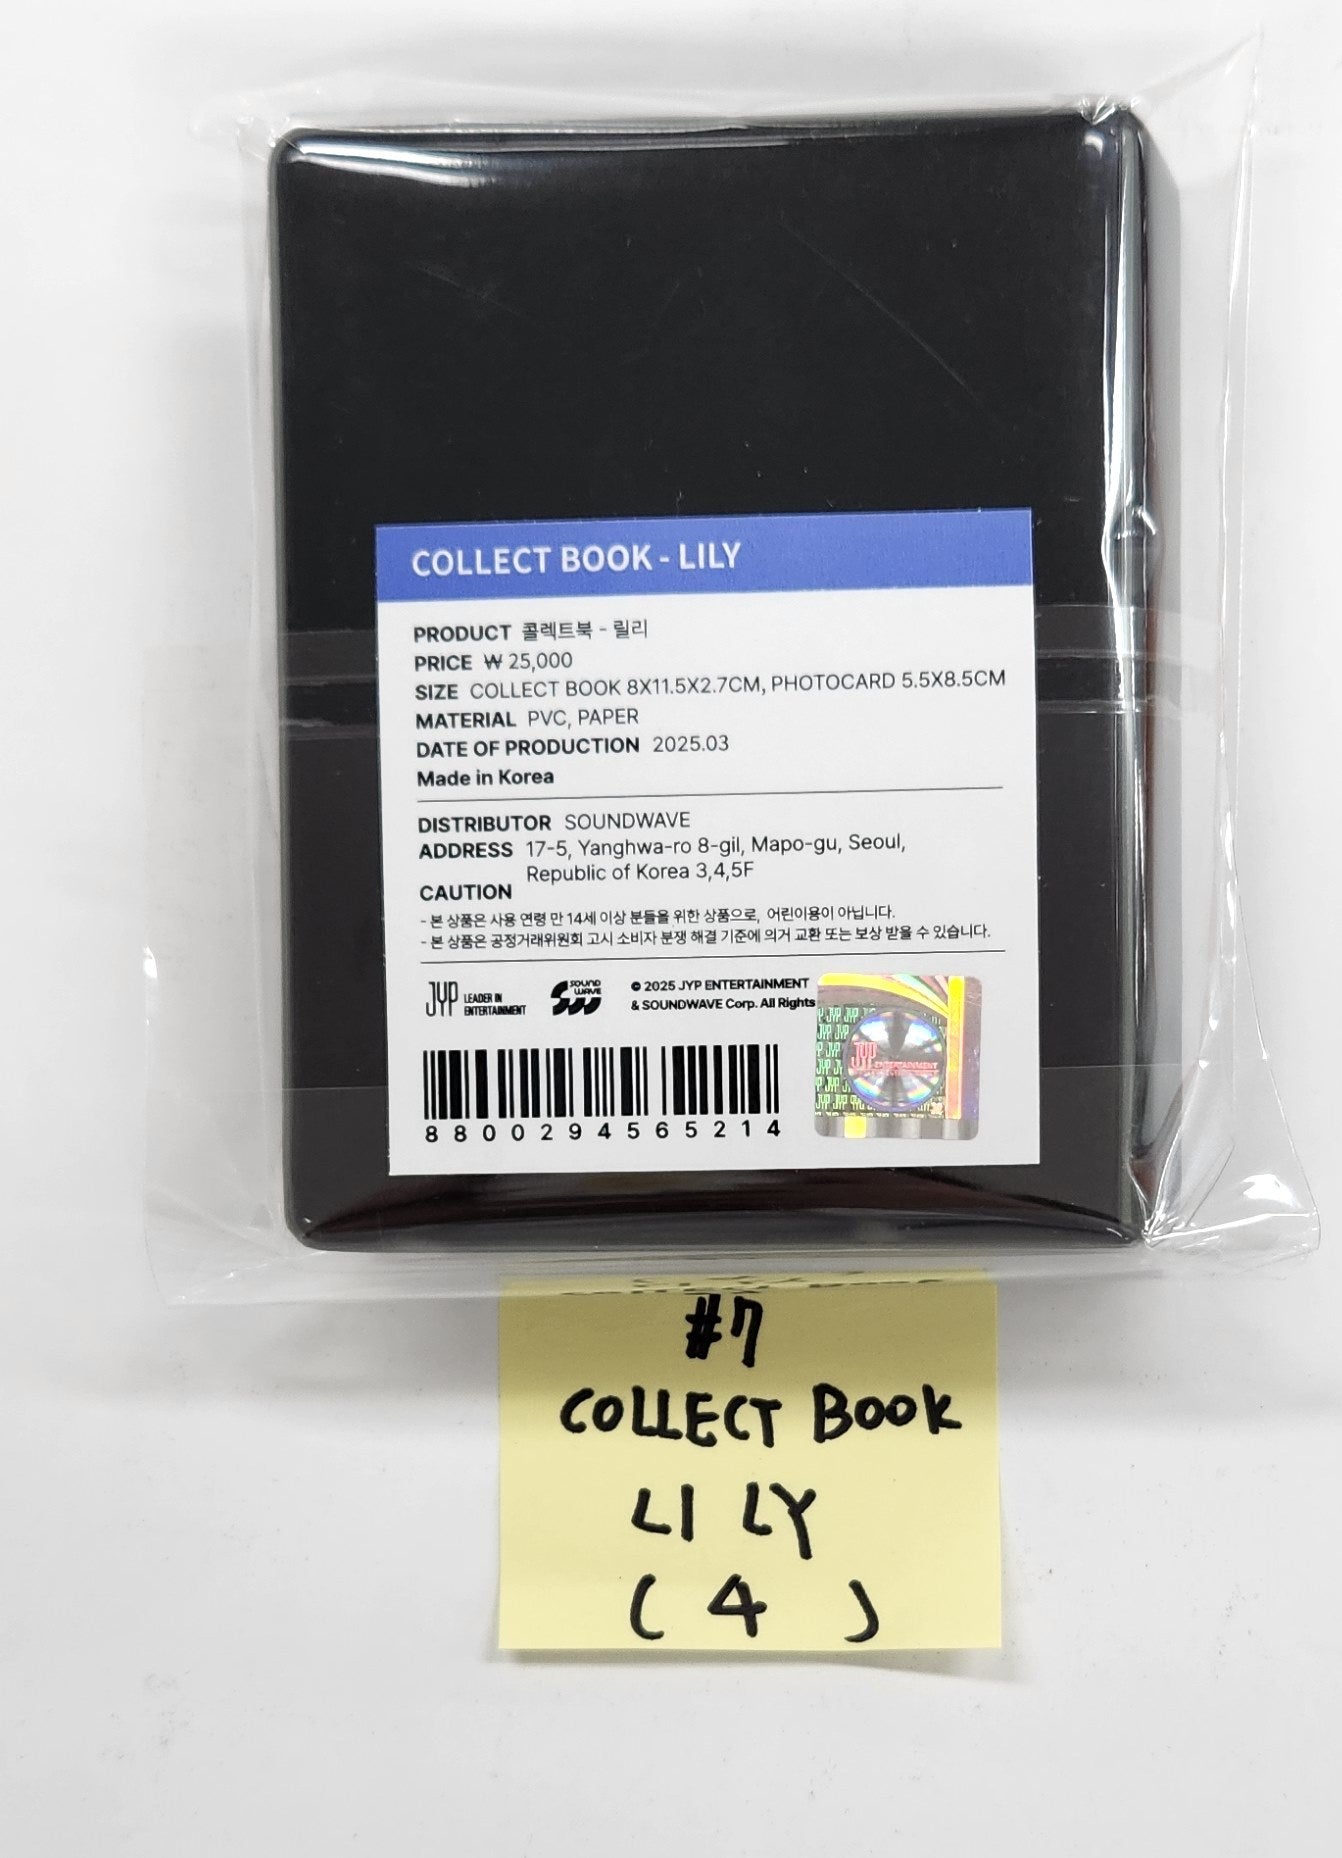 COLLECT BOOK - LILY
PRODUCT 콜렉트북 - 릴리
PRICE ₩ 25,000
SIZE COLLECT BOOK 8X11.5X2.7CM, PHOTOCARD 5.5X8.5CM
MATERIAL PVC, PAPER
DATE OF PRODUCTION 2025.03
Made in Korea
DISTRIBUTOR SOUNDWAVE
ADDRESS 17-5, Yanghwa-ro 8-gil, Mapo-gu, Seoul,
Republic of Korea 3,4,5F
CAUTION
- 본 상품은 사용 연령 만 14세 이상 분들을 위한 상품으로, 어린이용이 아닙니다.
- 본 상품은 공정거래위원회 고시 소비자 분쟁 해결 기준에 의거 교환 또는 보상 받을 수 있습니다.
JYP LEADER IN
ENTERTAINMENT
SOUND
WAVE
© 2025 JYP ENTERTAINMENT
& SOUNDWAVE Corp. All Rights
JYP ENTERTAINMENT
8800294565214
#7
COLLECT BOOK
LILY
( 4 )